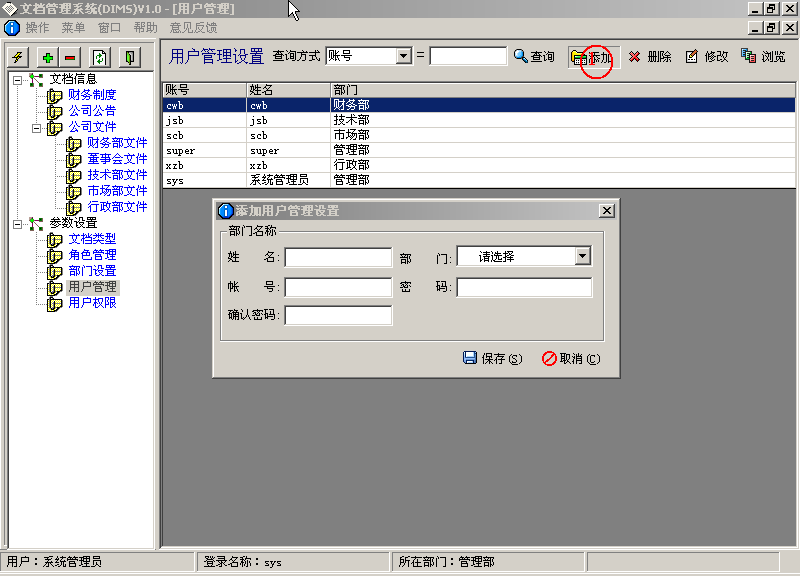 文档管理系统(DIMS)V1.0 - [用户管理]
操作 菜单 窗口 帮助 意见反馈
用户管理设置 查询方式 账号 = 查询 添加 删除 修改 浏览
文档信息
财务制度
公司公告
公司文件
财务部文件
董事会文件
技术部文件
市场部文件
行政部文件
参数设置
文档类型
角色管理
部门设置
用户管理
用户权限
账号 姓名 部门
cwb cwb 财务部
jsb jsb 技术部
scb scb 市场部
super super 管理部
xzb xzb 行政部
sys 系统管理员 管理部
添加用户管理设置
部门名称
姓 名: 部 门: 请选择
帐 号: 密 码:
确认密码:
保存(S) 取消(C)
用户：系统管理员 登录名称：sys 所在部门：管理部